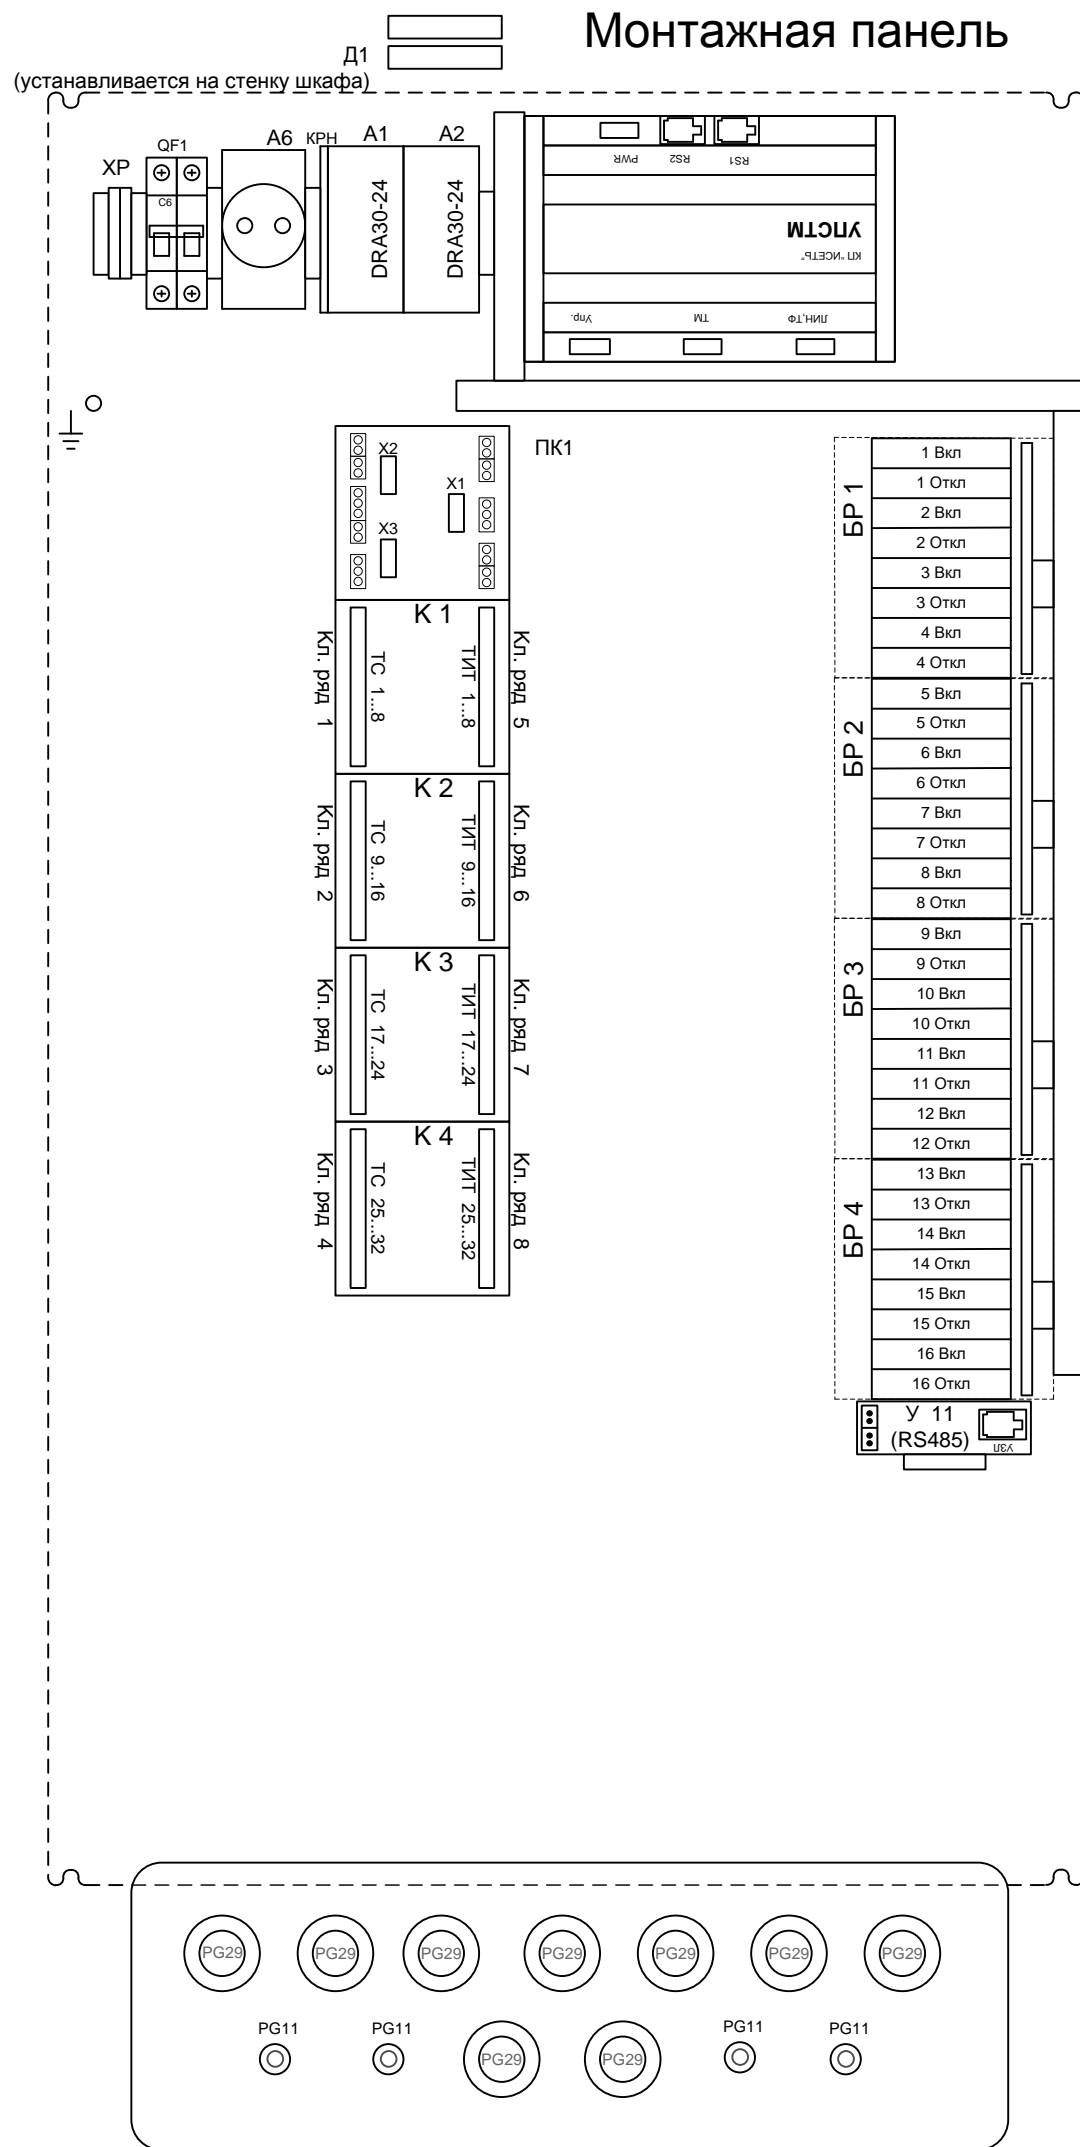 Монтажная панель
Д1
(устанавливается на стенку шкафа)
ХР
QF1
C6
А6
КРН
А1
А2
DRA30-24
DRA30-24
PWR
RS2
RS1
УПСТМ
КП "ИСЕТЬ"
Упр.
ТМ
ЛИН,ТФ
ПК1
X2
X1
X3
К 1
Кл. ряд 1
ТС 1...8
ТИТ 1...8
Кл. ряд 5
К 2
Кл. ряд 2
ТС 9...16
ТИТ 9...16
Кл. ряд 6
К 3
Кл. ряд 3
ТС 17...24
ТИТ 17...24
Кл. ряд 7
К 4
Кл. ряд 4
ТС 25...32
ТИТ 25...32
Кл. ряд 8
БР 1
1 Вкл
1 Откл
2 Вкл
2 Откл
3 Вкл
3 Откл
4 Вкл
4 Откл
БР 2
5 Вкл
5 Откл
6 Вкл
6 Откл
7 Вкл
7 Откл
8 Вкл
8 Откл
БР 3
9 Вкл
9 Откл
10 Вкл
10 Откл
11 Вкл
11 Откл
12 Вкл
12 Откл
БР 4
13 Вкл
13 Откл
14 Вкл
14 Откл
15 Вкл
15 Откл
16 Вкл
16 Откл
У 11
(RS485)
УЗЛ
PG29
PG29
PG29
PG29
PG29
PG29
PG29
PG11
PG11
PG29
PG29
PG11
PG11